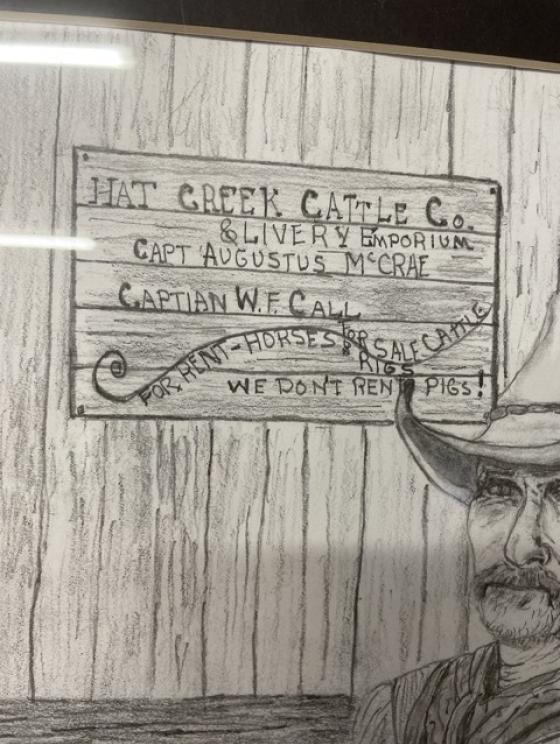 HAT CREEK CATTLE CO.
& LIVERY EMPORIUM
CAPT AUGUSTUS McCRAE
CAPTIAN W.F. CALL
FOR RENT-HORSES & RIGS
FOR SALE CATTLE
WE DON'T RENT PIGS!